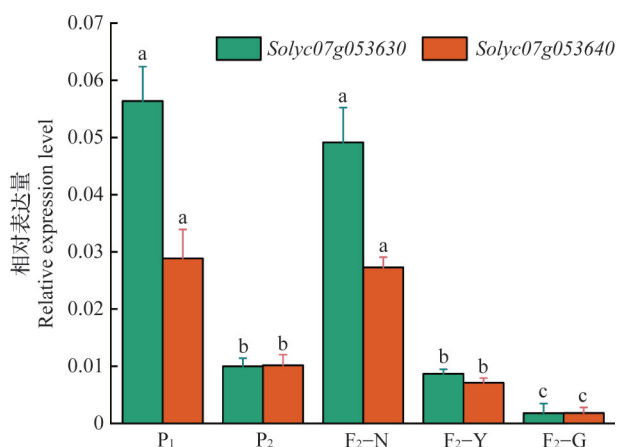 0.07
Solyc07g053630
Solyc07g053640
a
0.06
a
0.05
0.04
a
a
0.03
0.02
b
b
b
b
0.01
c
c
0
P₁
P₂
F₂−N
F₂−Y
F₂−G
相对表达量
Relative expression level